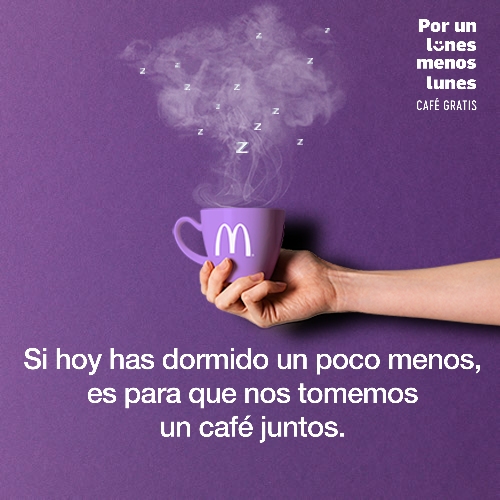 Por un
lunes
menos
lunes
CAFÉ GRATIS
z
z
z
z
z
z
z
z
z
z
z
z
M
Si hoy has dormido un poco menos,
es para que nos tomemos
un café juntos.